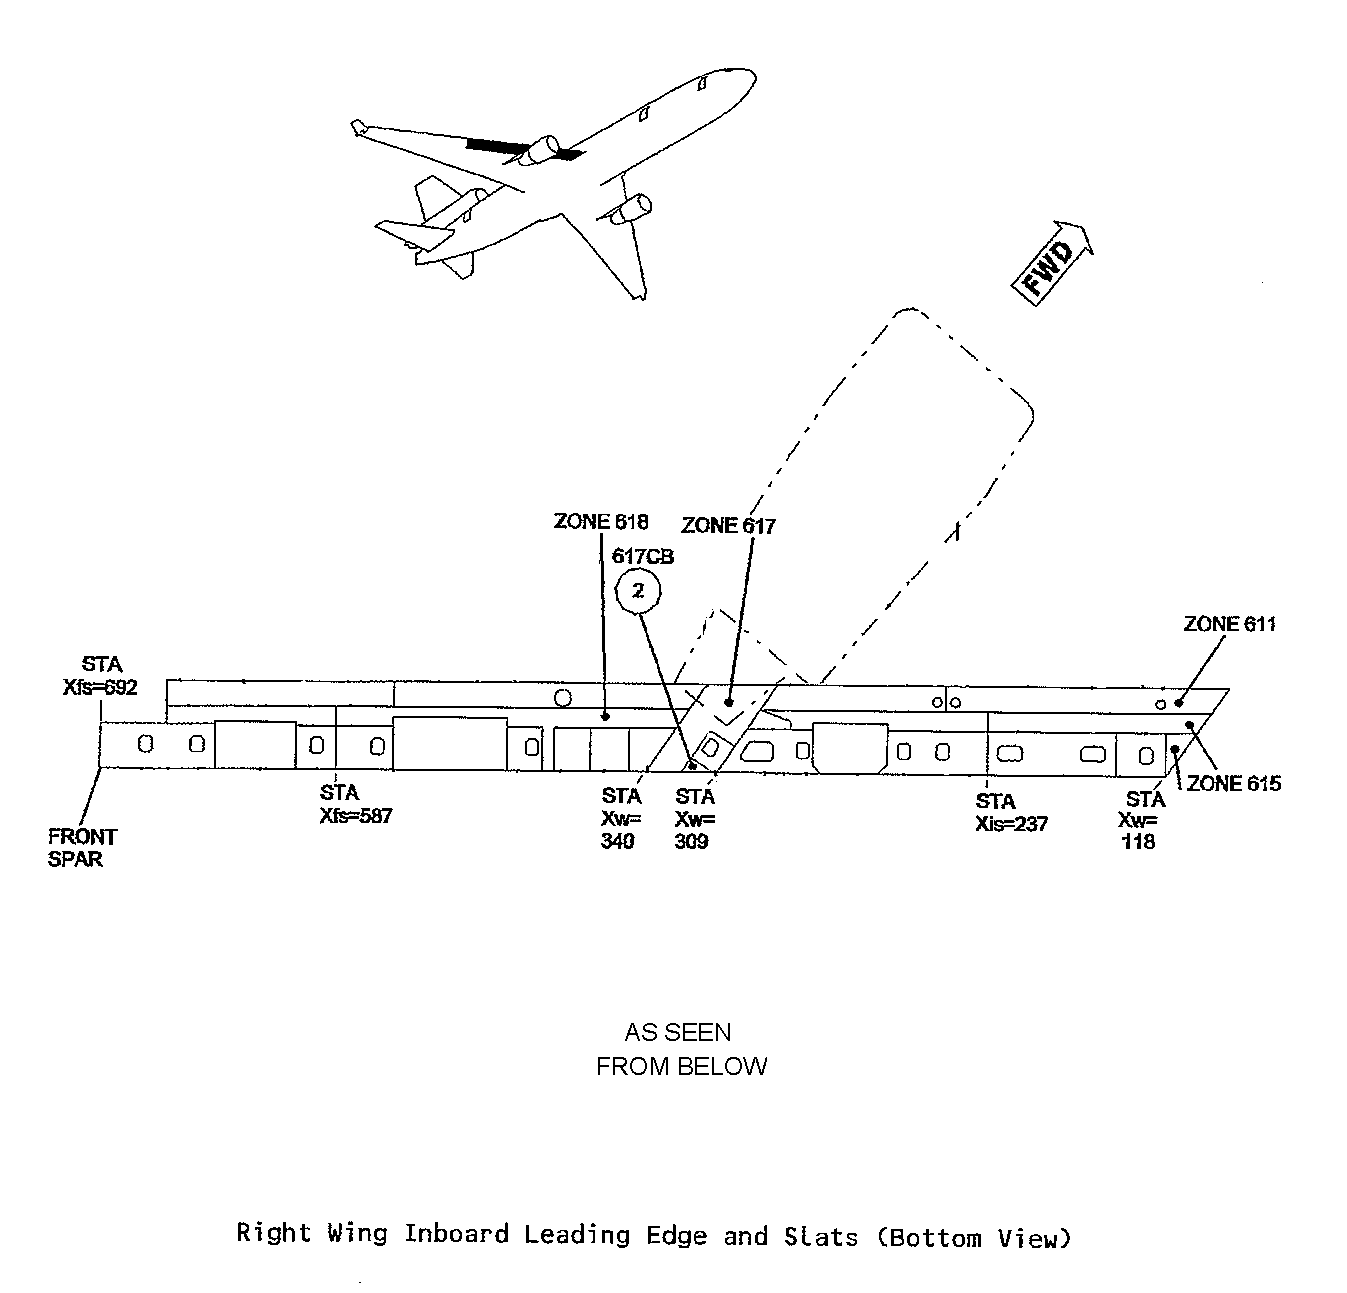 FWD
ZONE 618
ZONE 617
617CB
2
ZONE 611
STA
Xfs=692
ZONE 615
STA
Xfs=587
STA
Xw=
340
STA
Xw=
309
STA
Xis=237
STA
Xw=
118
FRONT
SPAR
AS SEEN
FROM BELOW
Right Wing Inboard Leading Edge and Slats (Bottom View)